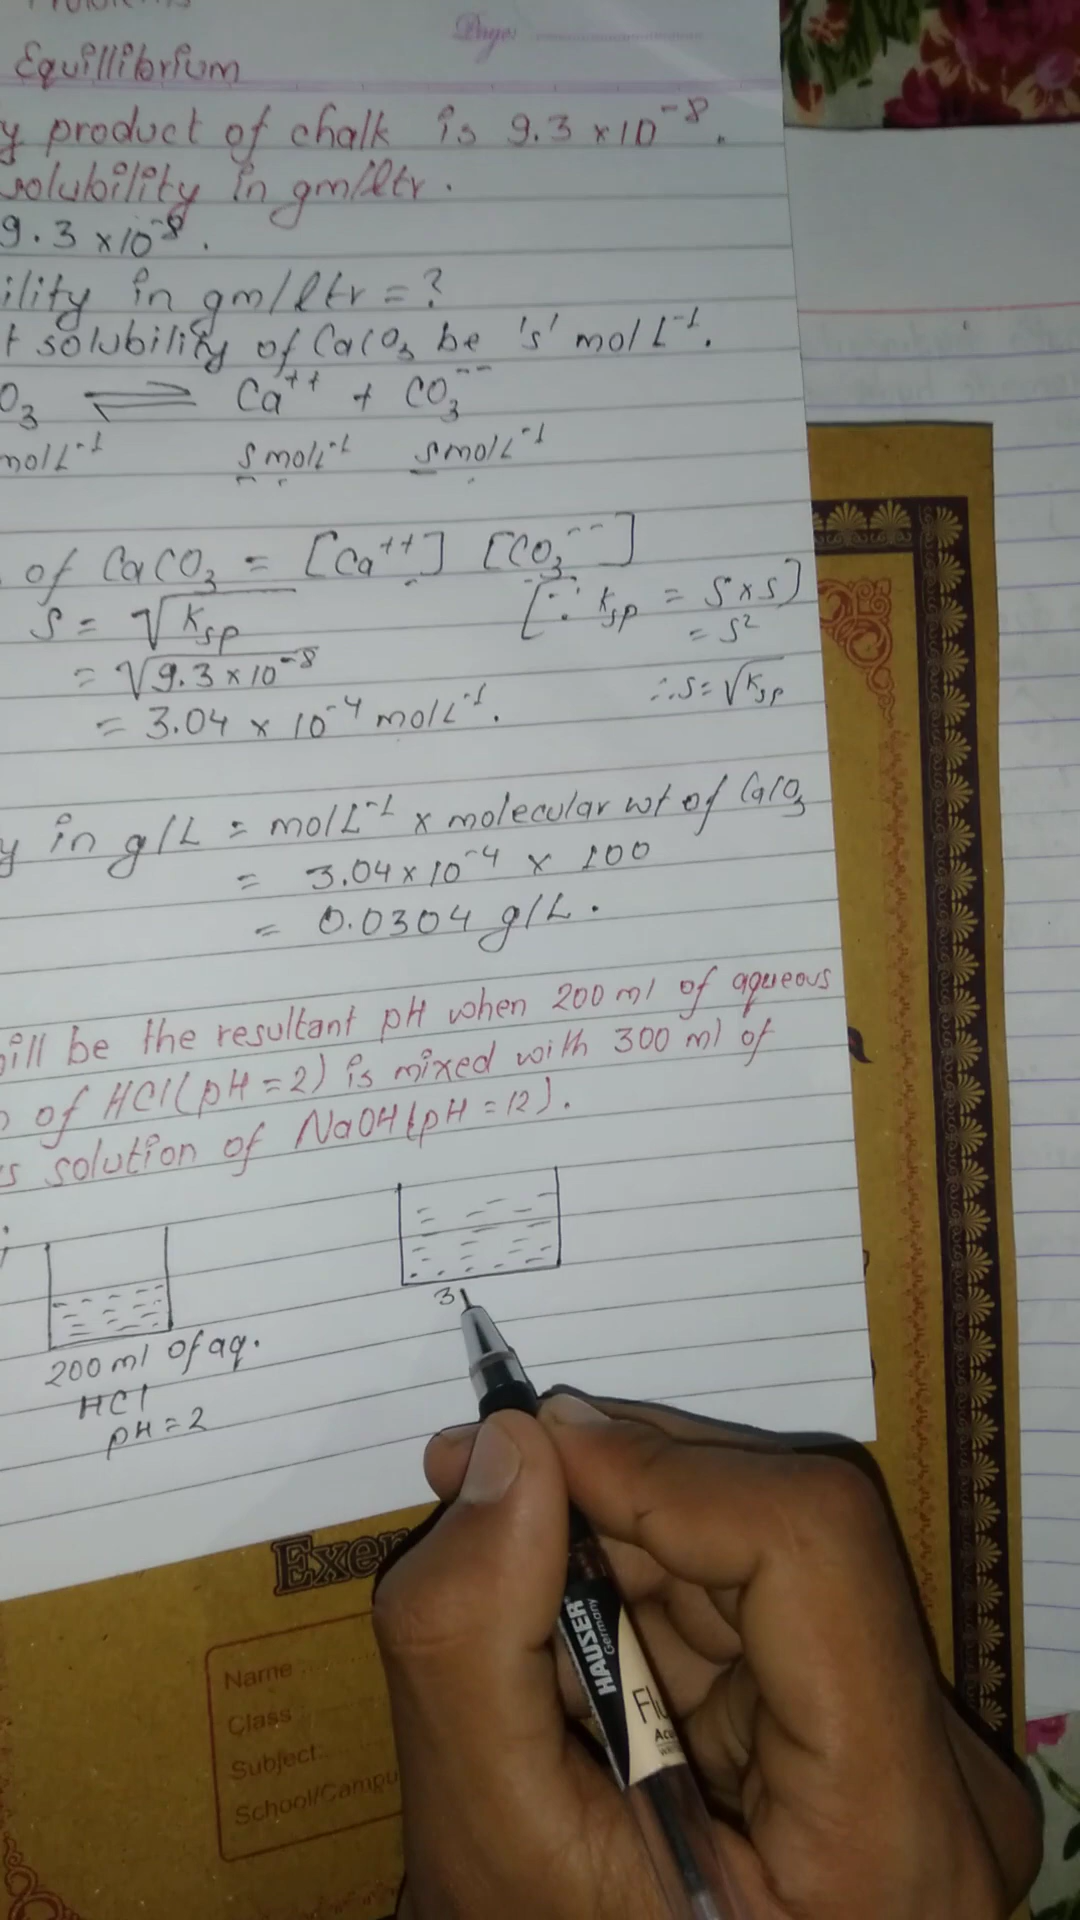 Equillibrium
Page:
y product of chalk is 9.3 × 10⁻⁸.
solubility in gm/ltr.
9.3 × 10⁻⁸.
ility in gm/ltr = ?
t solubility of CaCO₃ be 's' mol L⁻¹.
O₃ ⇌ Ca⁺⁺ + CO₃⁻⁻
mol L⁻¹ s mol L⁻¹ s mol L⁻¹
of CaCO₃ = [Ca⁺⁺] [CO₃⁻⁻]
s = √Ksp [∵ Ksp = s × s]
= √9.3 × 10⁻⁸ = s²
= 3.04 × 10⁻⁴ mol L⁻¹. ∴ s = √Ksp
y in g/L = mol L⁻¹ × molecular wt of CaCO₃
= 3.04 × 10⁻⁴ × 100
= 0.0304 g/L.
will be the resultant pH when 200 ml of aqueous
n of HCl (pH = 2) is mixed with 300 ml of
s solution of NaOH (pH = 12).
3
200 ml of aq.
HCl
pH = 2
Exer
Name
Class
Subject:
School/Campu
HAUSER
Germany